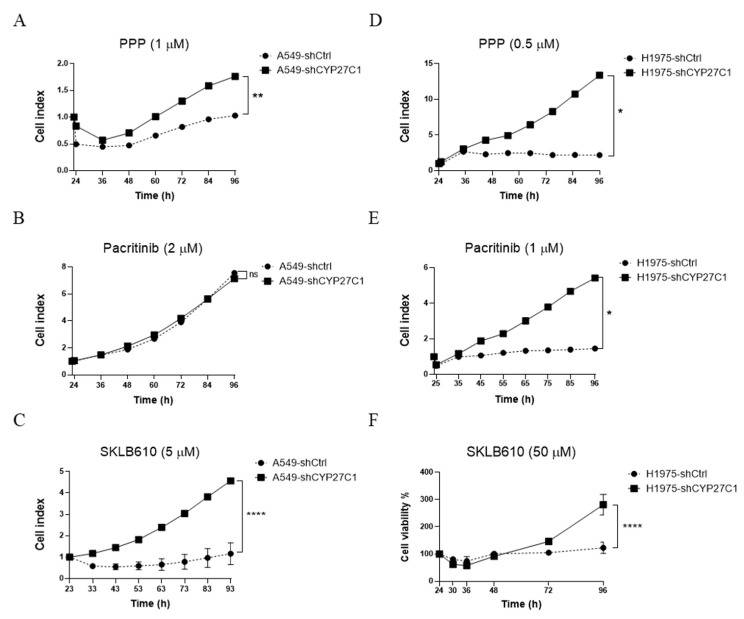 A
PPP (1 μM)
A549-shCtrl
A549-shCYP27C1
Cell index
2.0
1.5
1.0
0.5
0.0
**
24 36 48 60 72 84 96
Time (h)
D
PPP (0.5 μM)
H1975-shCtrl
H1975-shCYP27C1
Cell index
15
10
5
0
*
24 36 48 60 72 84 96
Time (h)
B
Pacritinib (2 μM)
A549-shctrl
A549-shCYP27C1
Cell index
8
6
4
2
0
ns
24 36 48 60 72 84 96
Time (h)
E
Pacritinib (1 μM)
H1975-shCtrl
H1975-shCYP27C1
Cell index
6
4
2
0
*
25 35 45 55 65 75 85 96
Time (h)
C
SKLB610 (5 μM)
A549-shCtrl
A549-shCYP27C1
Cell index
5
4
3
2
1
0
****
23 33 43 53 63 73 83 93
Time (h)
F
SKLB610 (50 μM)
H1975-shCtrl
H1975-shCYP27C1
Cell viability %
400
300
200
100
0
****
24 30 36 48 72 96
Time (h)